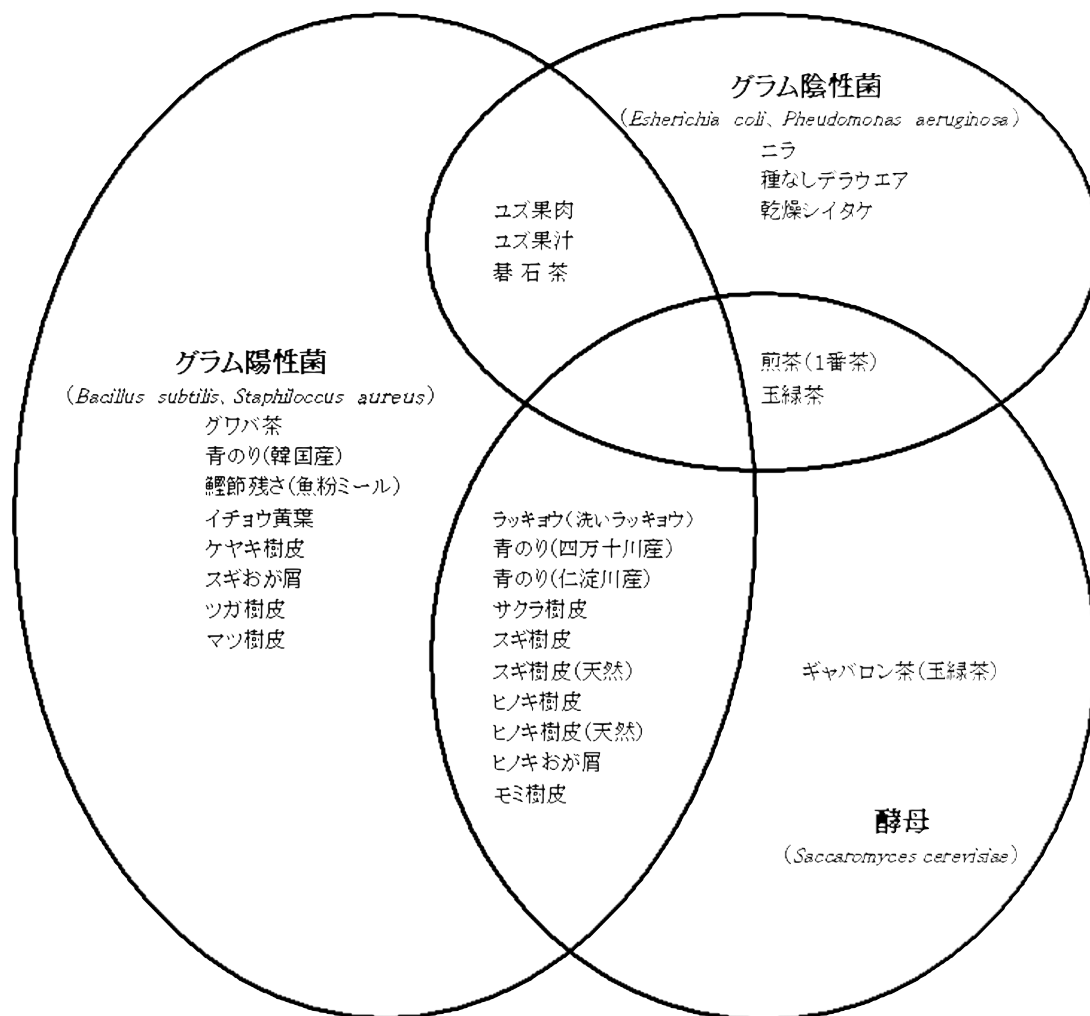 グラム陰性菌
(Esherichia coli、Pheudomonas aeruginosa)
ニラ
種なしデラウエア
乾燥シイタケ
ユズ果肉
ユズ果汁
碁石茶
煎茶(1番茶)
玉緑茶
グラム陽性菌
(Bacillus subtilis、Staphiloccus aureus)
グワバ茶
青のり(韓国産)
鰹節残さ(魚粉ミール)
イチョウ黄葉
ケヤキ樹皮
スギおが屑
ツガ樹皮
マツ樹皮
ラッキョウ(洗いラッキョウ)
青のり(四万十川産)
青のり(仁淀川産)
サクラ樹皮
スギ樹皮
スギ樹皮(天然)
ヒノキ樹皮
ヒノキ樹皮(天然)
ヒノキおが屑
モミ樹皮
ギャバロン茶(玉緑茶)
酵母
(Saccaromyces cerevisiae)